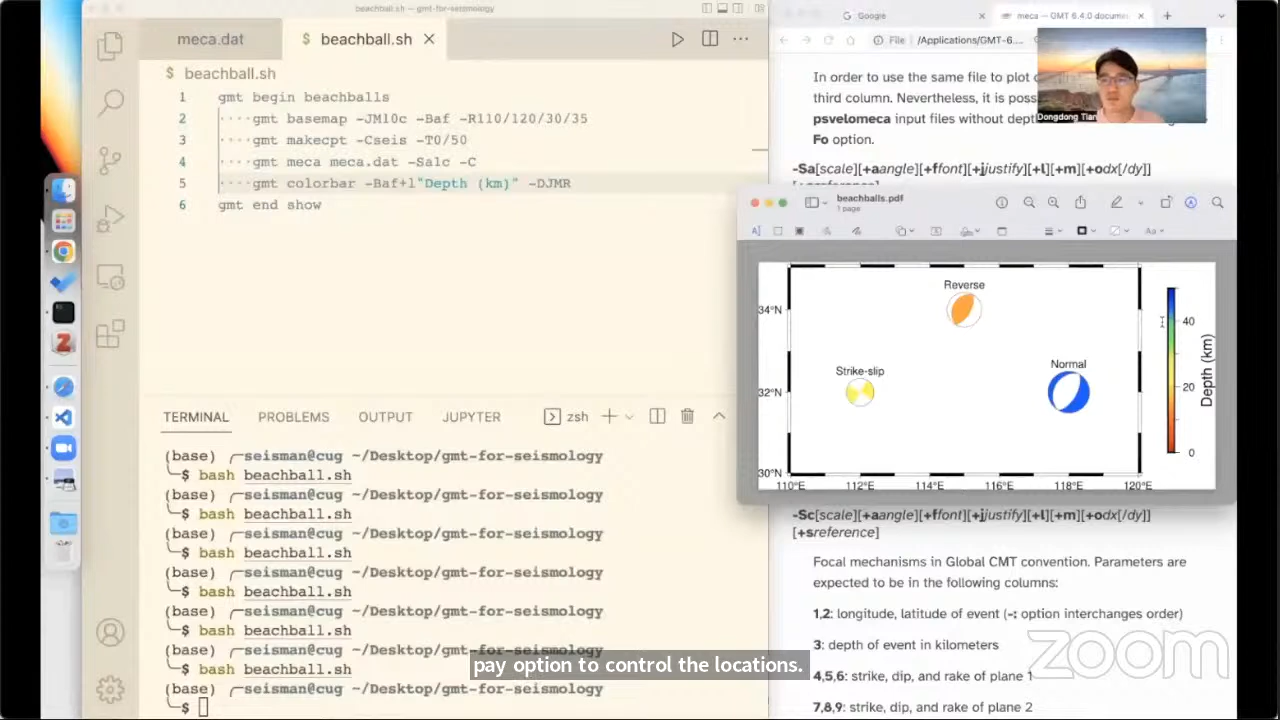 beachball.sh — gmt-for-seismology
meca.dat
$ beachball.sh
$ beachball.sh
1 gmt begin beachballs
2 ····gmt basemap -JM10c -Baf -R110/120/30/35
3 ····gmt makecpt -Cseis -T0/50
4 ····gmt meca meca.dat -Sa1c -C
5 ····gmt colorbar -Baf+l"Depth (km)" -DJMR
6 gmt end show
TERMINAL PROBLEMS OUTPUT JUPYTER zsh
(base) ╭─seisman@cug ~/Desktop/gmt-for-seismology
╰─$ bash beachball.sh
(base) ╭─seisman@cug ~/Desktop/gmt-for-seismology
╰─$ bash beachball.sh
(base) ╭─seisman@cug ~/Desktop/gmt-for-seismology
╰─$ bash beachball.sh
(base) ╭─seisman@cug ~/Desktop/gmt-for-seismology
╰─$ bash beachball.sh
(base) ╭─seisman@cug ~/Desktop/gmt-for-seismology
╰─$ bash beachball.sh
(base) ╭─seisman@cug ~/Desktop/gmt-for-seismology
╰─$ bash beachball.sh
(base) ╭─seisman@cug ~/Desktop/gmt-for-seismology
╰─$
Google
meca — GMT 6.4.0 docume
File /Applications/GMT-6....
Dongdong Tian
In order to use the same file to plot
third column. Nevertheless, it is
psvelomeca input files without
Fo option.
-Sa[scale][+aangle][+ffont][+jjustify][+l][+m][+odx[/dy]]
beachballs.pdf
1 page
Aa
Reverse
Strike-slip
Normal
34°N
32°N
30°N
110°E 112°E 114°E 116°E 118°E 120°E
40
20
0
Depth (km)
-Sc[scale][+aangle][+ffont][+jjustify][+l][+m][+odx[/dy]]
[+sreference]
Focal mechanisms in Global CMT convention. Parameters are
expected to be in the following columns:
1,2: longitude, latitude of event (-: option interchanges order)
3: depth of event in kilometers
4,5,6: strike, dip, and rake of plane 1
7,8,9: strike, dip, and rake of plane 2
zoom
pay option to control the locations.